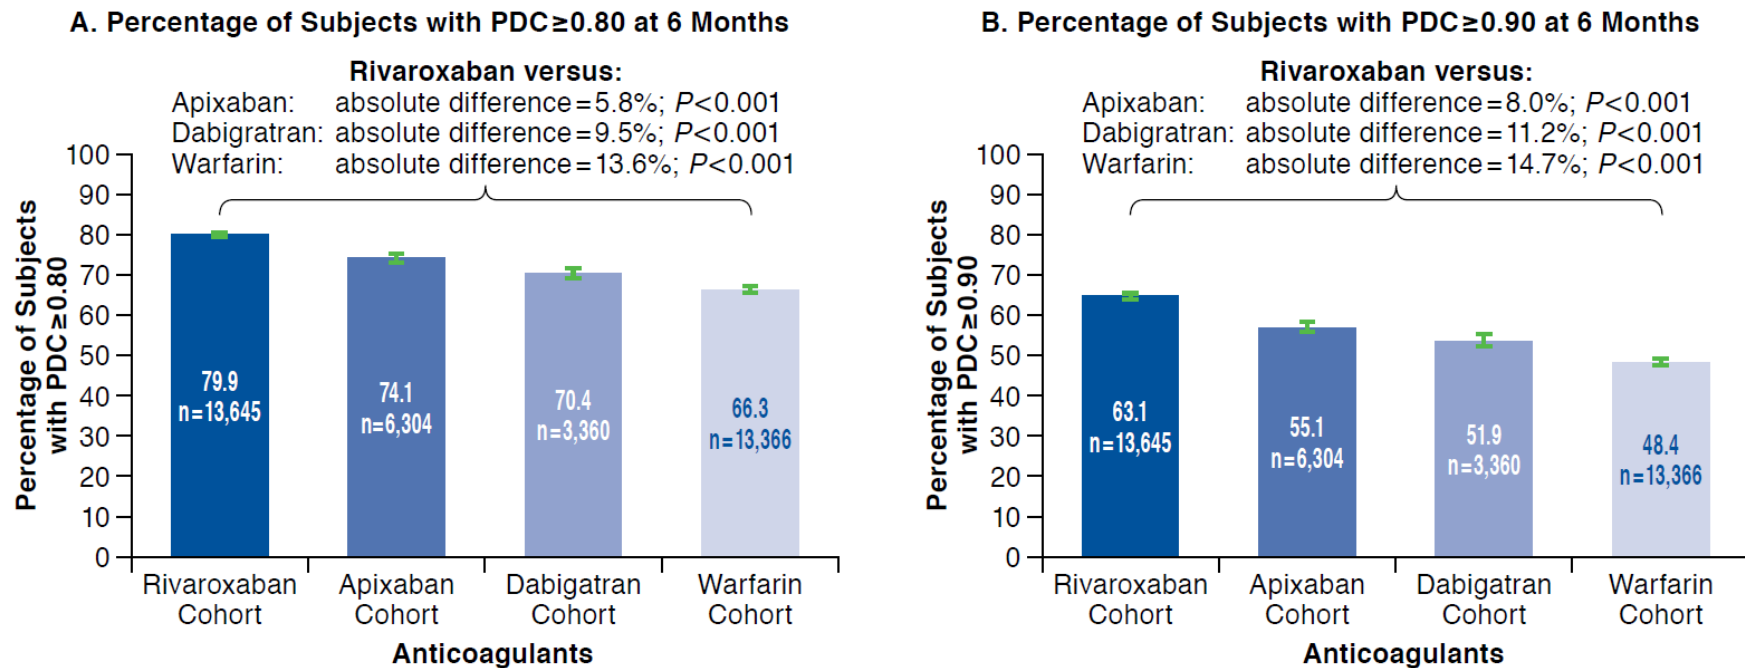 A. Percentage of Subjects with PDC≥0.80 at 6 Months
Rivaroxaban versus:
Apixaban: absolute difference=5.8%; P<0.001
Dabigratran: absolute difference=9.5%; P<0.001
Warfarin: absolute difference=13.6%; P<0.001
Percentage of Subjects
with PDC≥0.80
100
90
80
70
60
50
40
30
20
10
0
79.9
n=13,645
74.1
n=6,304
70.4
n=3,360
66.3
n=13,366
Rivaroxaban
Cohort
Apixaban
Cohort
Dabigatran
Cohort
Warfarin
Cohort
Anticoagulants
B. Percentage of Subjects with PDC≥0.90 at 6 Months
Rivaroxaban versus:
Apixaban: absolute difference=8.0%; P<0.001
Dabigratran: absolute difference=11.2%; P<0.001
Warfarin: absolute difference=14.7%; P<0.001
Percentage of Subjects
with PDC≥0.90
100
90
80
70
60
50
40
30
20
10
0
63.1
n=13,645
55.1
n=6,304
51.9
n=3,360
48.4
n=13,366
Rivaroxaban
Cohort
Apixaban
Cohort
Dabigatran
Cohort
Warfarin
Cohort
Anticoagulants